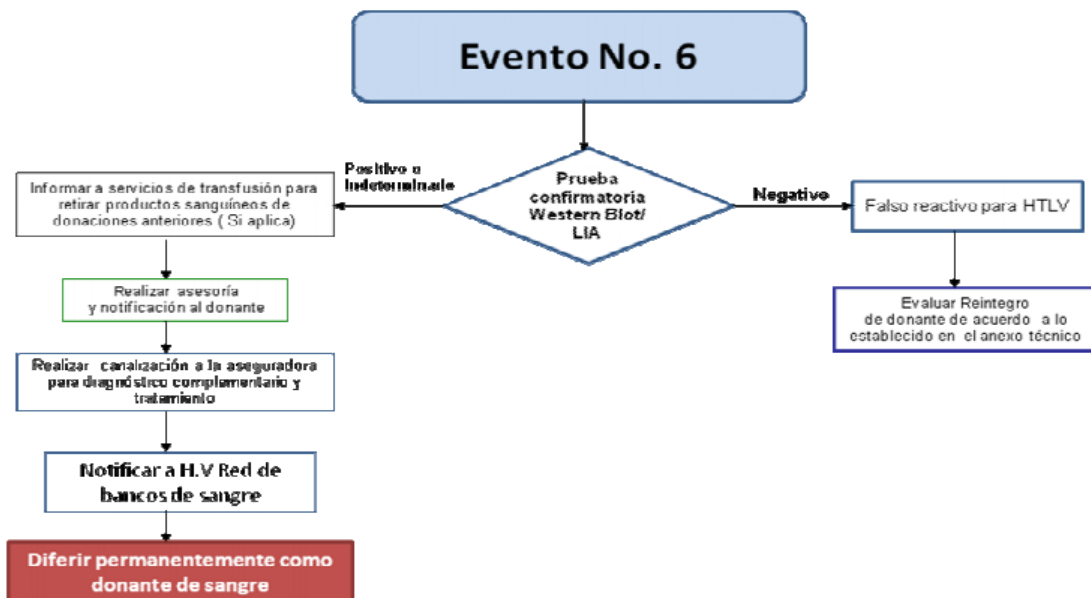 Evento No. 6
Positivo o
Indeterminado
Prueba
confirmatoria
Western Blot/
LIA
Negativo
Informar a servicios de transfusión para
retirar productos sanguíneos de
donaciones anteriores ( Si aplica)
Falso reactivo para HTLV
Realizar asesoría
y notificación al donante
Evaluar Reintegro
de donante de acuerdo a lo
establecido en el anexo técnico
Realizar canalización a la aseguradora
para diagnóstico complementario y
tratamiento
Notificar a H.V Red de
bancos de sangre
Diferir permanentemente como
donante de sangre